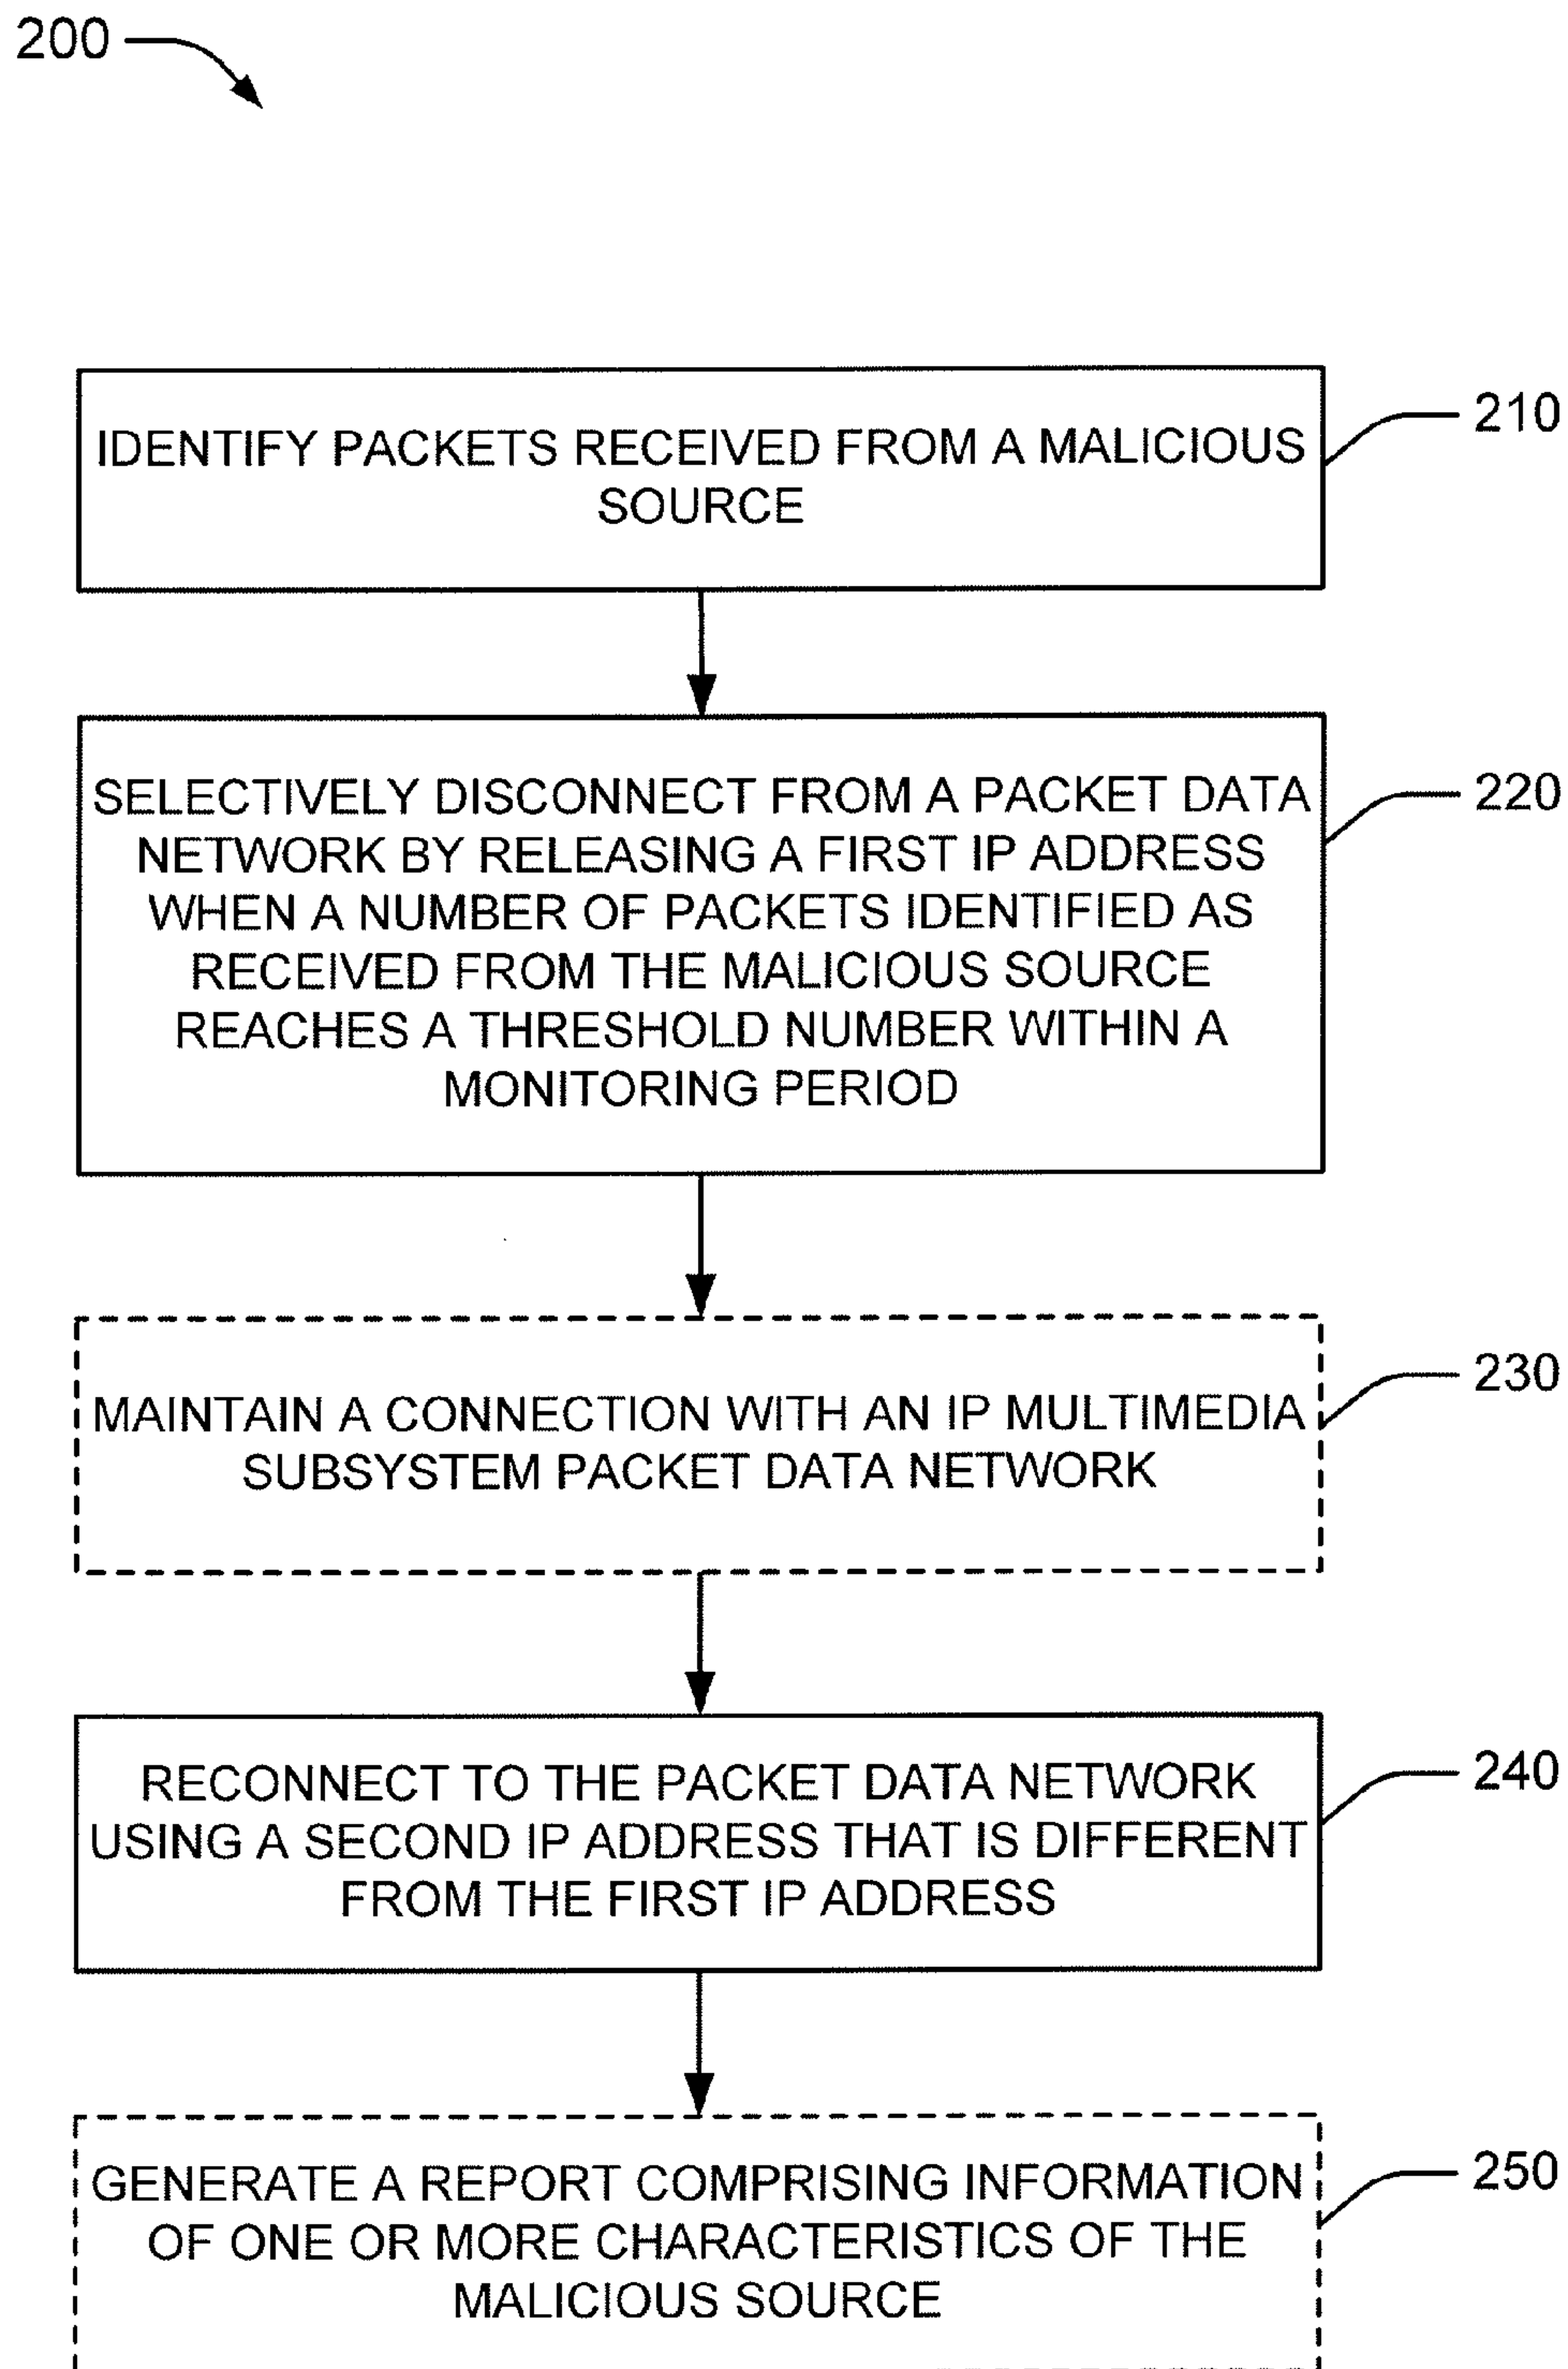 200
IDENTIFY PACKETS RECEIVED FROM A MALICIOUS
SOURCE
210
SELECTIVELY DISCONNECT FROM A PACKET DATA
NETWORK BY RELEASING A FIRST IP ADDRESS
WHEN A NUMBER OF PACKETS IDENTIFIED AS
RECEIVED FROM THE MALICIOUS SOURCE
REACHES A THRESHOLD NUMBER WITHIN A
MONITORING PERIOD
220
MAINTAIN A CONNECTION WITH AN IP MULTIMEDIA
SUBSYSTEM PACKET DATA NETWORK
230
RECONNECT TO THE PACKET DATA NETWORK
USING A SECOND IP ADDRESS THAT IS DIFFERENT
FROM THE FIRST IP ADDRESS
240
GENERATE A REPORT COMPRISING INFORMATION
OF ONE OR MORE CHARACTERISTICS OF THE
MALICIOUS SOURCE
250